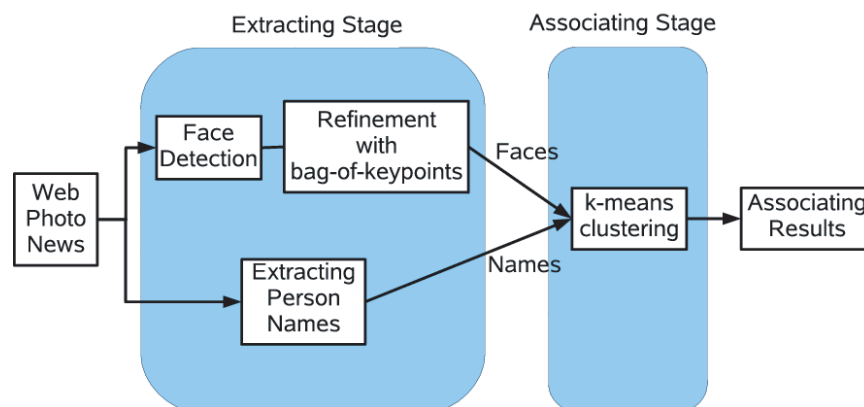 Extracting Stage
Associating Stage
Face
Detection
Refinement
with
bag-of-keypoints
Faces
Web
Photo
News
k-means
clustering
Associating
Results
Names
Extracting
Person
Names